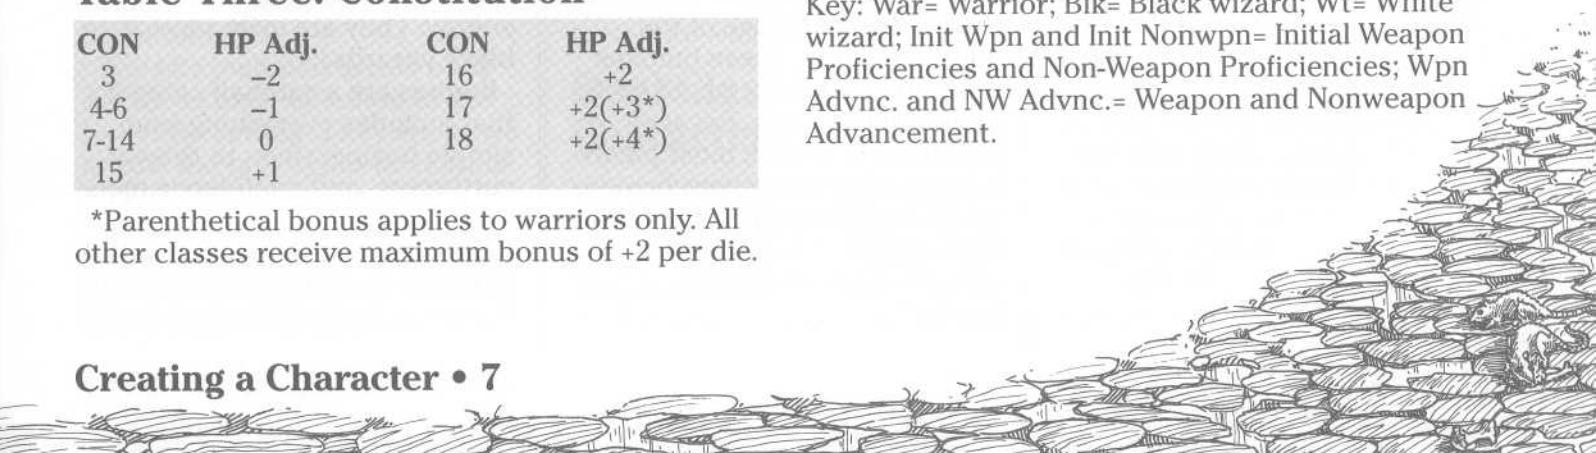 Table Three: Constitution
CON HP Adj. CON HP Adj.
3 –2 16 +2
4-6 –1 17 +2(+3*)
7-14 0 18 +2(+4*)
15 +1
*Parenthetical bonus applies to warriors only. All
other classes receive maximum bonus of +2 per die.
Key: War= Warrior; Blk= Black wizard; Wt= White
wizard; Init Wpn and Init Nonwpn= Initial Weapon
Proficiencies and Non-Weapon Proficiencies; Wpn
Advnc. and NW Advnc.= Weapon and Nonweapon
Advancement.
Creating a Character • 7